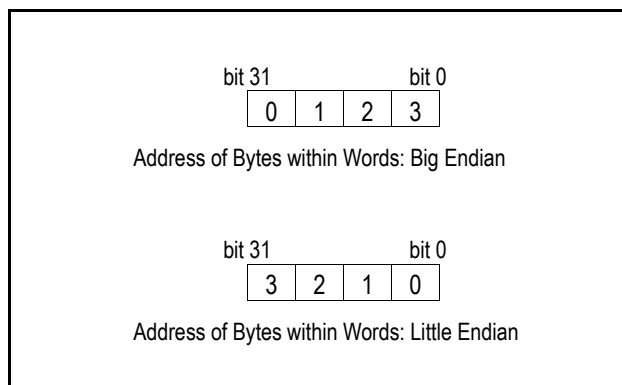 bit 31 bit 0
0 1 2 3
Address of Bytes within Words: Big Endian
bit 31 bit 0
3 2 1 0
Address of Bytes within Words: Little Endian